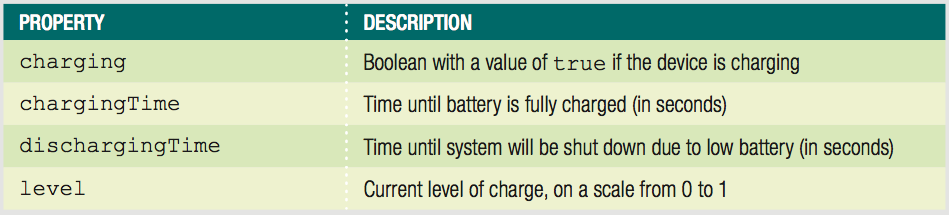 PROPERTY DESCRIPTION
charging Boolean with a value of true if the device is charging
chargingTime Time until battery is fully charged (in seconds)
dischargingTime Time until system will be shut down due to low battery (in seconds)
level Current level of charge, on a scale from 0 to 1